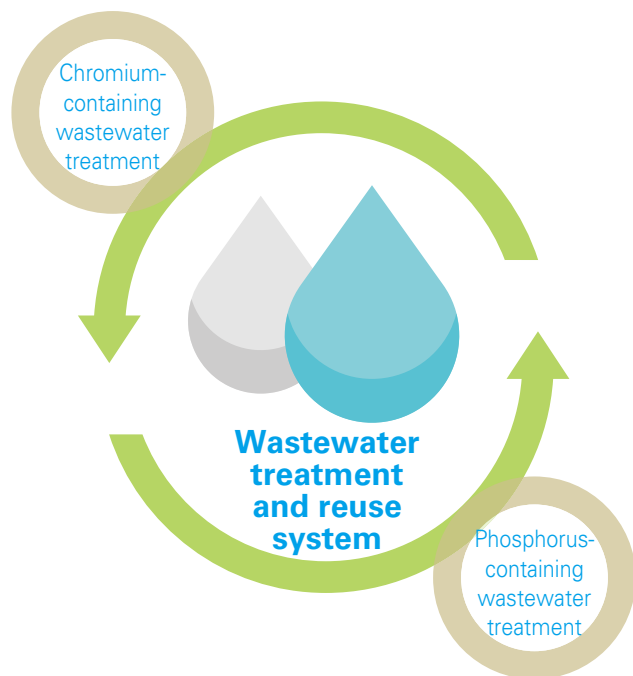 Chromium-
containing
wastewater
treatment
Wastewater
treatment
and reuse
system
Phosphorus-
containing
wastewater
treatment